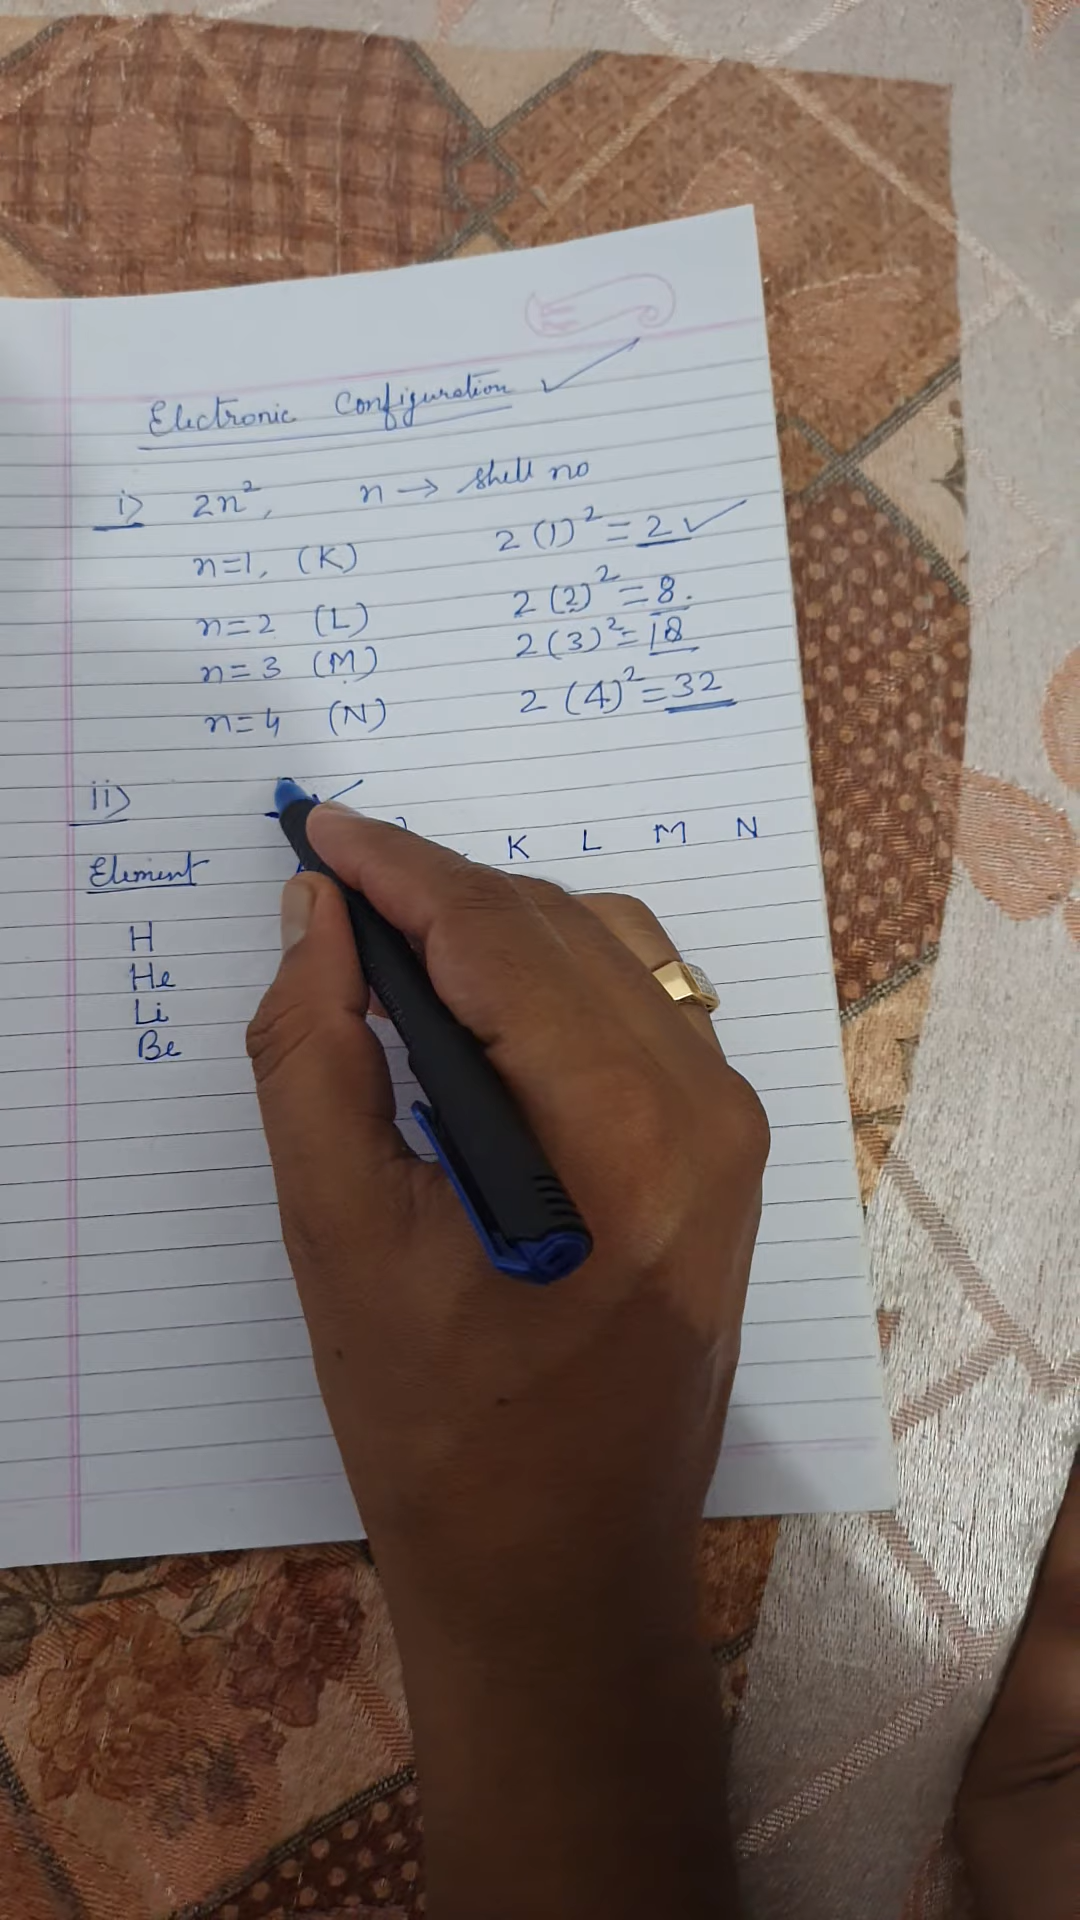 Electronic Configuration
i> 2n², n → shell no
n=1, (K) 2(1)² = 2
n=2 (L) 2(2)² = 8.
n=3 (M) 2(3)² = 18
n=4 (N) 2(4)² = 32
ii>
Element K L M N
H
He
Li
Be